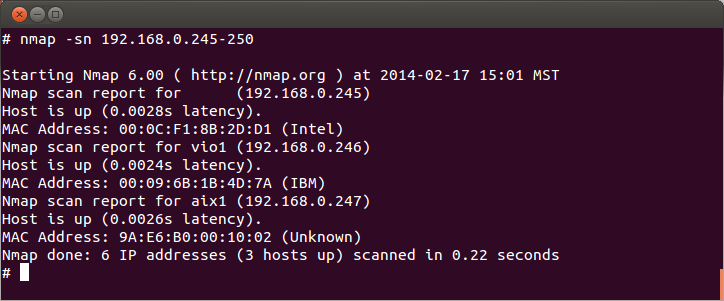 # nmap -sn 192.168.0.245-250
Starting Nmap 6.00 ( http://nmap.org ) at 2014-02-17 15:01 MST
Nmap scan report for (192.168.0.245)
Host is up (0.0028s latency).
MAC Address: 00:0C:F1:8B:2D:D1 (Intel)
Nmap scan report for vio1 (192.168.0.246)
Host is up (0.0024s latency).
MAC Address: 00:09:6B:1B:4D:7A (IBM)
Nmap scan report for aix1 (192.168.0.247)
Host is up (0.0026s latency).
MAC Address: 9A:E6:B0:00:10:02 (Unknown)
Nmap done: 6 IP addresses (3 hosts up) scanned in 0.22 seconds
#